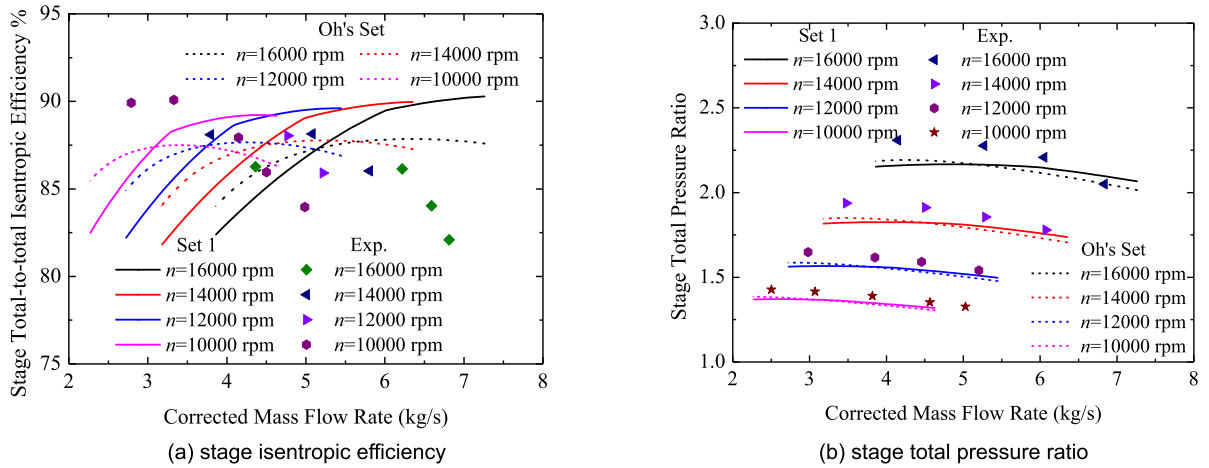 Stage Total-to-total Isentropic Efficiency %
95
90
85
80
75
Oh's Set
n=16000 rpm
n=14000 rpm
n=12000 rpm
n=10000 rpm
Set 1
Exp.
n=16000 rpm
n=16000 rpm
n=14000 rpm
n=14000 rpm
n=12000 rpm
n=12000 rpm
n=10000 rpm
n=10000 rpm
2 3 4 5 6 7 8
Corrected Mass Flow Rate (kg/s)
(a) stage isentropic efficiency
Stage Total Pressure Ratio
3.0
2.5
2.0
1.5
1.0
Set 1
Exp.
n=16000 rpm
n=16000 rpm
n=14000 rpm
n=14000 rpm
n=12000 rpm
n=12000 rpm
n=10000 rpm
n=10000 rpm
Oh's Set
n=16000 rpm
n=14000 rpm
n=12000 rpm
n=10000 rpm
2 3 4 5 6 7 8
Corrected Mass Flow Rate (kg/s)
(b) stage total pressure ratio